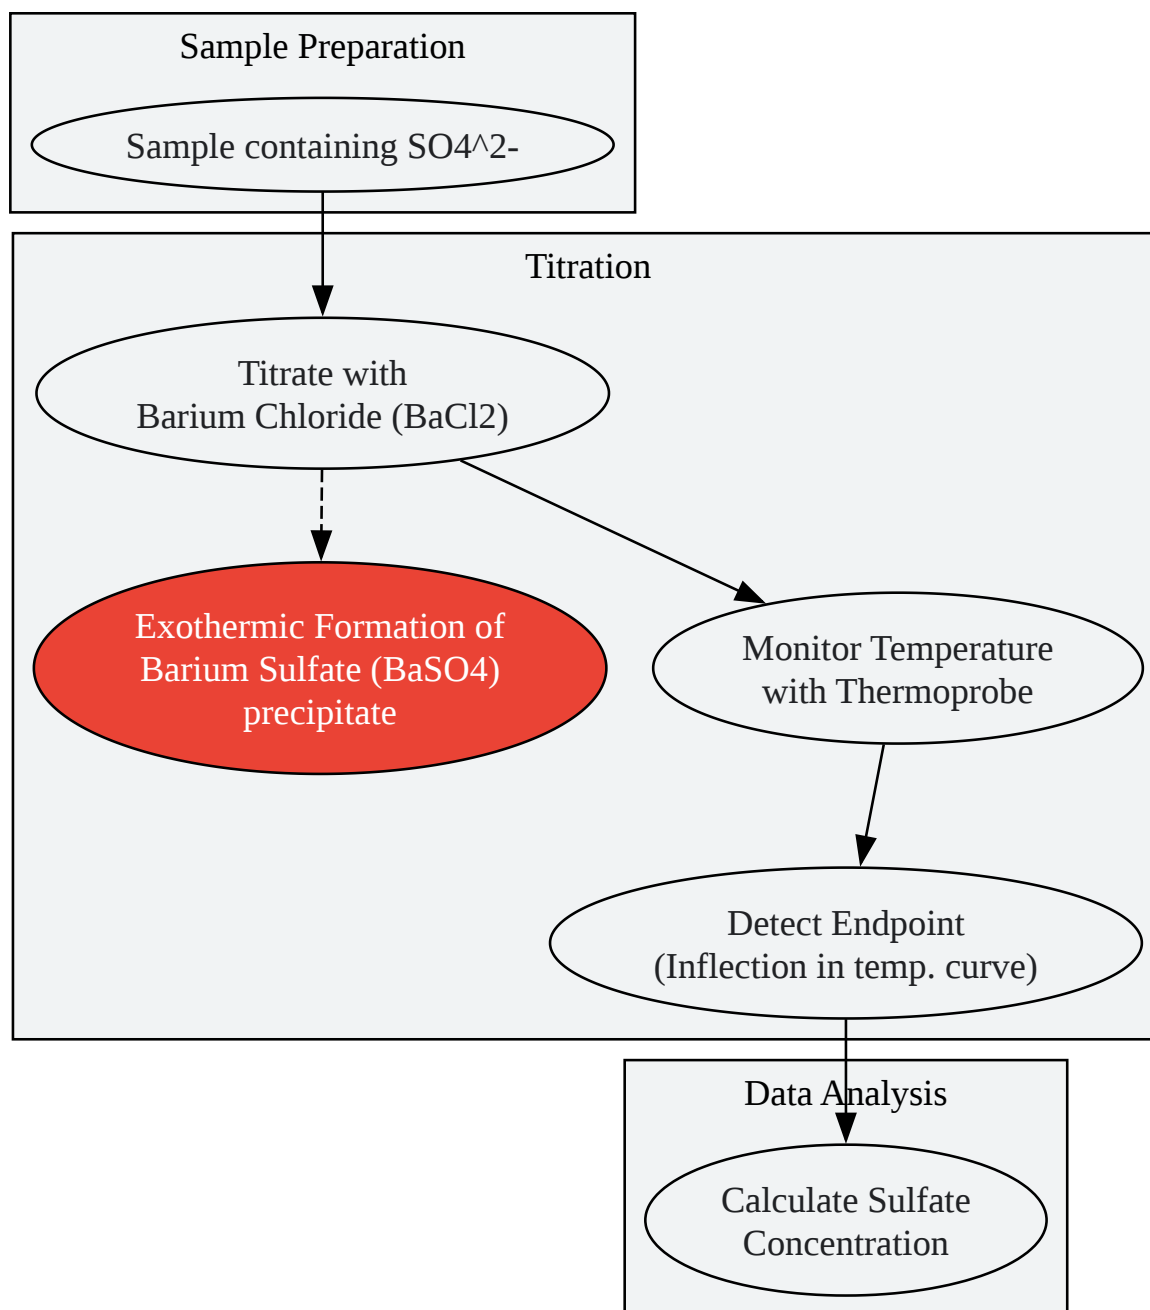 Sample Preparation
Sample containing SO4^2-
Titration
Titrate with
Barium Chloride (BaCl2)
Exothermic Formation of
Barium Sulfate (BaSO4)
precipitate
Monitor Temperature
with Thermoprobe
Detect Endpoint
(Inflection in temp. curve)
Data Analysis
Calculate Sulfate
Concentration